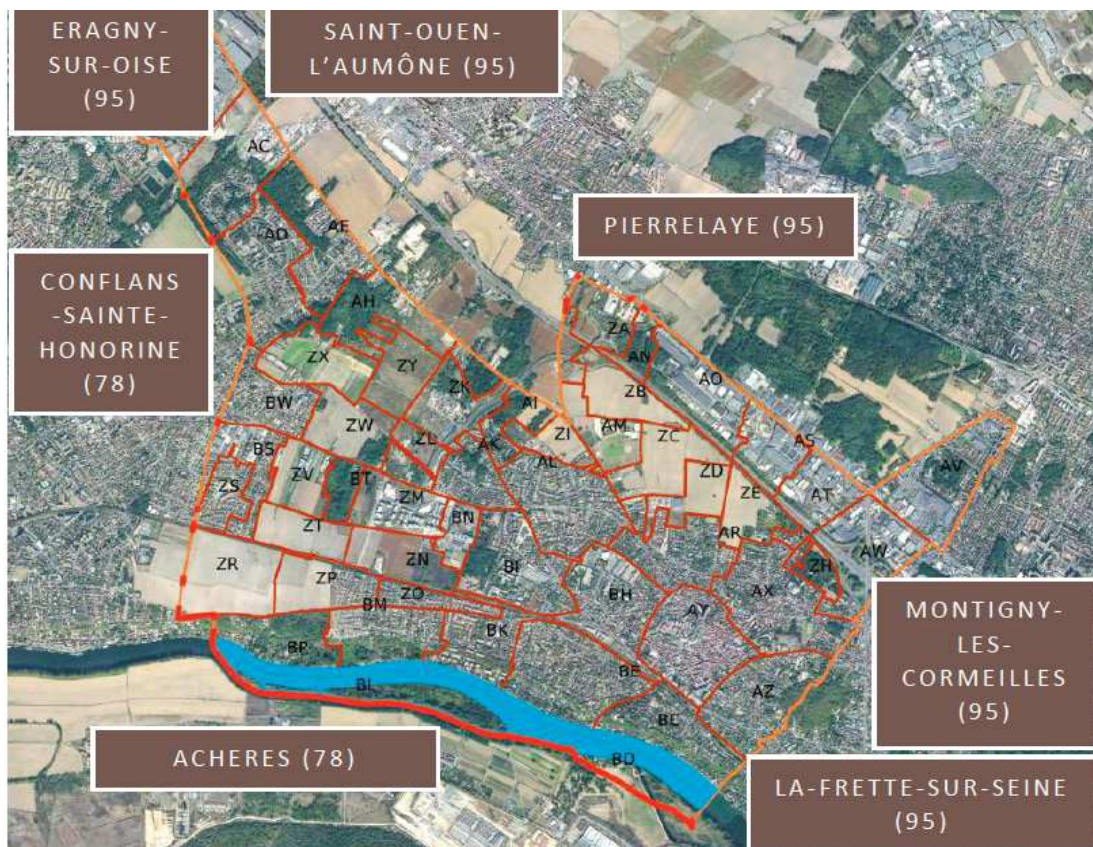 ERAGNY-
SUR-OISE
(95)
SAINT-OUEN-
L'AUMÔNE (95)
AC
PIERRELAYE (95)
AD
AE
CONFLANS
-SAINTE-
HONORINE
(78)
AH
ZA
AN
AO
ZX
ZY
ZK
ZB
BW
AI
ZW
ZL
AK
ZI
AM
ZC
AS
BS
AL
ZD
AV
ZS
ZV
BT
ZM
ZE
AT
BN
ZT
AR
AW
ZR
ZP
ZN
BI
ZH
ZO
BH
AX
BM
BK
AY
MONTIGNY-
LES-
CORMEILLES
(95)
BP
BE
AZ
BL
BD
ACHERES (78)
LA-FRETTE-SUR-SEINE
(95)